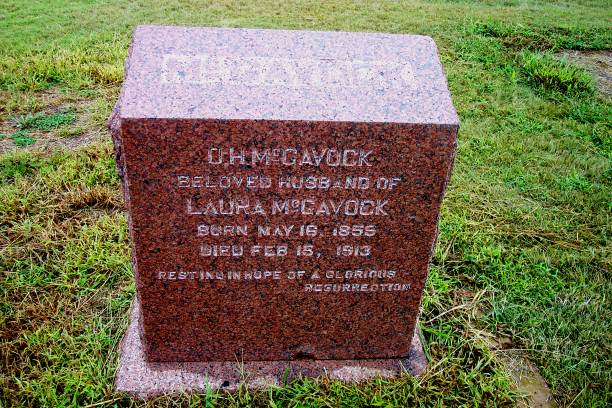 McGAVOCK
O.H. McGAVOCK
BELOVED HUSBAND OF
LAURA McGAVOCK
BORN MAY 16, 1855
DIED FEB 15, 1913
RESTING IN HOPE OF A GLORIOUS
RESURRECTION